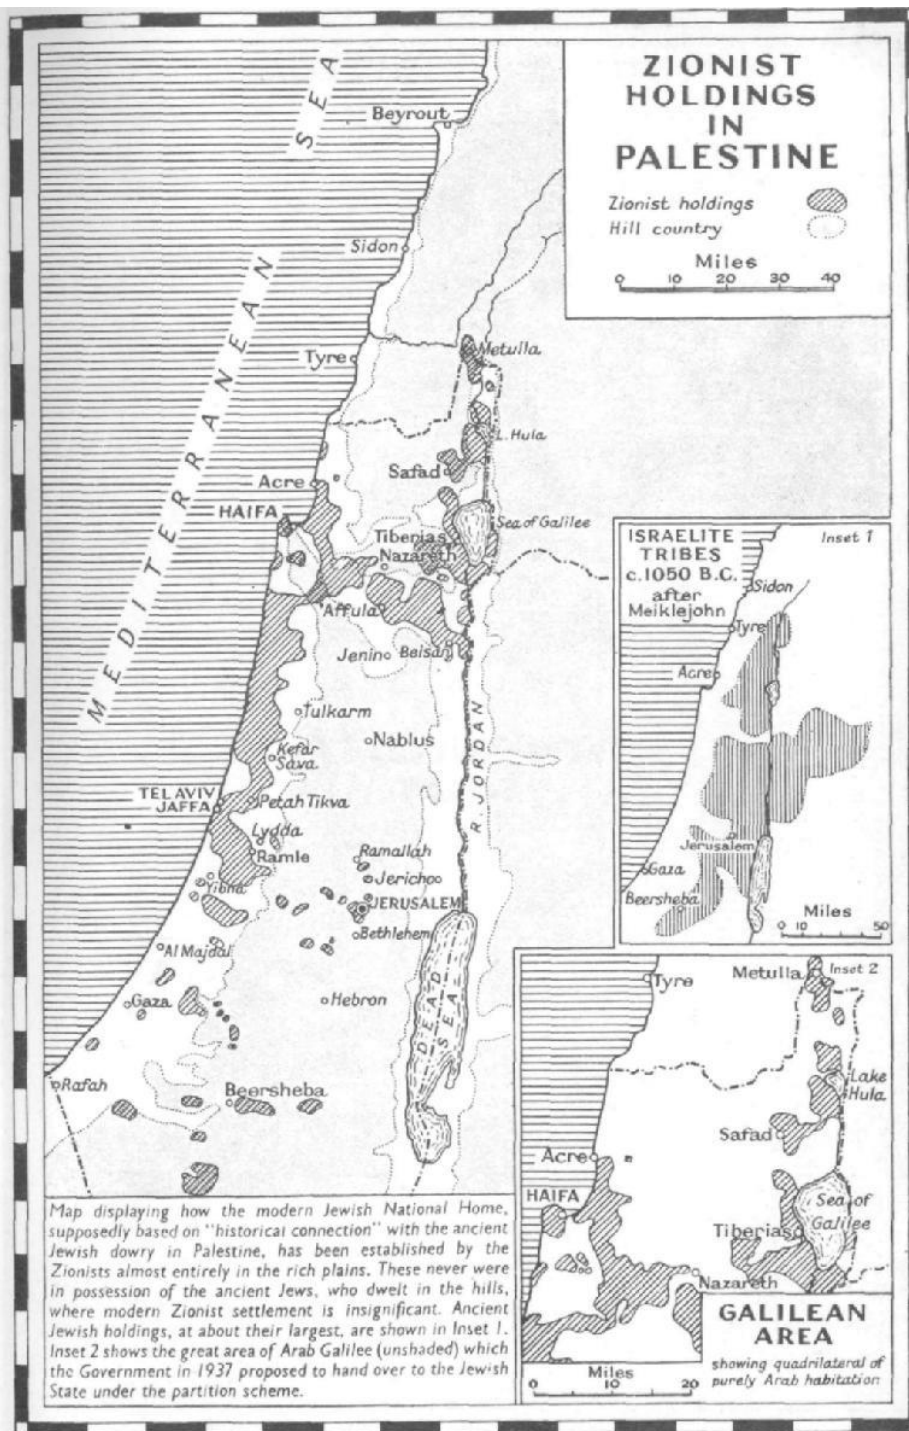 ZIONIST
HOLDINGS
IN
PALESTINE
Zionist holdings
Hill country
Miles
0 10 20 30 40
MEDITERRANEAN SEA
Beyrout
Sidon
Tyre
Metulla
L. Hula
Safad
Acre
HAIFA
Sea of Galilee
Tiberias
Nazareth
Affula
Jenin
Beisan
Tulkarm
Nablus
Kefar
Sava
R. JORDAN
TEL AVIV
JAFFA
Petah Tikva
Lydda
Ramle
Ramallah
Jericho
Yibna
JERUSALEM
Bethlehem
Al Majdal
Gaza
Hebron
DEAD
SEA
Rafah
Beersheba
ISRAELITE
TRIBES
c.1050 B.C.
after
Meiklejohn
Inset 1
Sidon
Tyre
Acre
Jerusalem
Gaza
Beersheba
Miles
0 10 50
Inset 2
Metulla
Tyre
Lake
Hula
Safad
Acre
HAIFA
Sea of
Galilee
Tiberias
Nazareth
GALILEAN
AREA
showing quadrilateral of
purely Arab habitation
Miles
0 10 20
Map displaying how the modern Jewish National Home,
supposedly based on "historical connection" with the ancient
Jewish dowry in Palestine, has been established by the
Zionists almost entirely in the rich plains. These never were
in possession of the ancient Jews, who dwelt in the hills,
where modern Zionist settlement is insignificant. Ancient
Jewish holdings, at about their largest, are shown in Inset 1.
Inset 2 shows the great area of Arab Galilee (unshaded) which
the Government in 1937 proposed to hand over to the Jewish
State under the partition scheme.